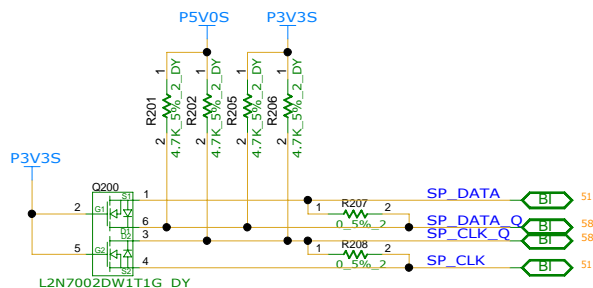 P5V0S P3V3S
1 1 1 1
R201 4.7K_5%_2_DY
R202 4.7K_5%_2_DY
R205 4.7K_5%_2_DY
R206 4.7K_5%_2_DY
2 2 2 2
P3V3S
Q200
S1
1
SP_DATA
BI
51
2
G1
R207
1 2
0_5%_2
D1
6
SP_DATA_Q
BI
58
D2
3
SP_CLK_Q
BI
58
5
G2
R208
1 2
0_5%_2
S2
4
SP_CLK
BI
51
L2N7002DW1T1G_DY